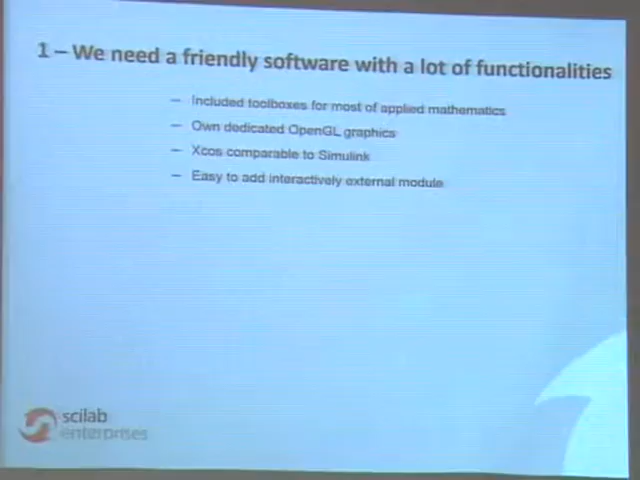 1 – We need a friendly software with a lot of functionalities
– Included toolboxes for most of applied mathematics
– Own dedicated OpenGL graphics
– Xcos comparable to Simulink
– Easy to add interactively external module
scilab
enterprises